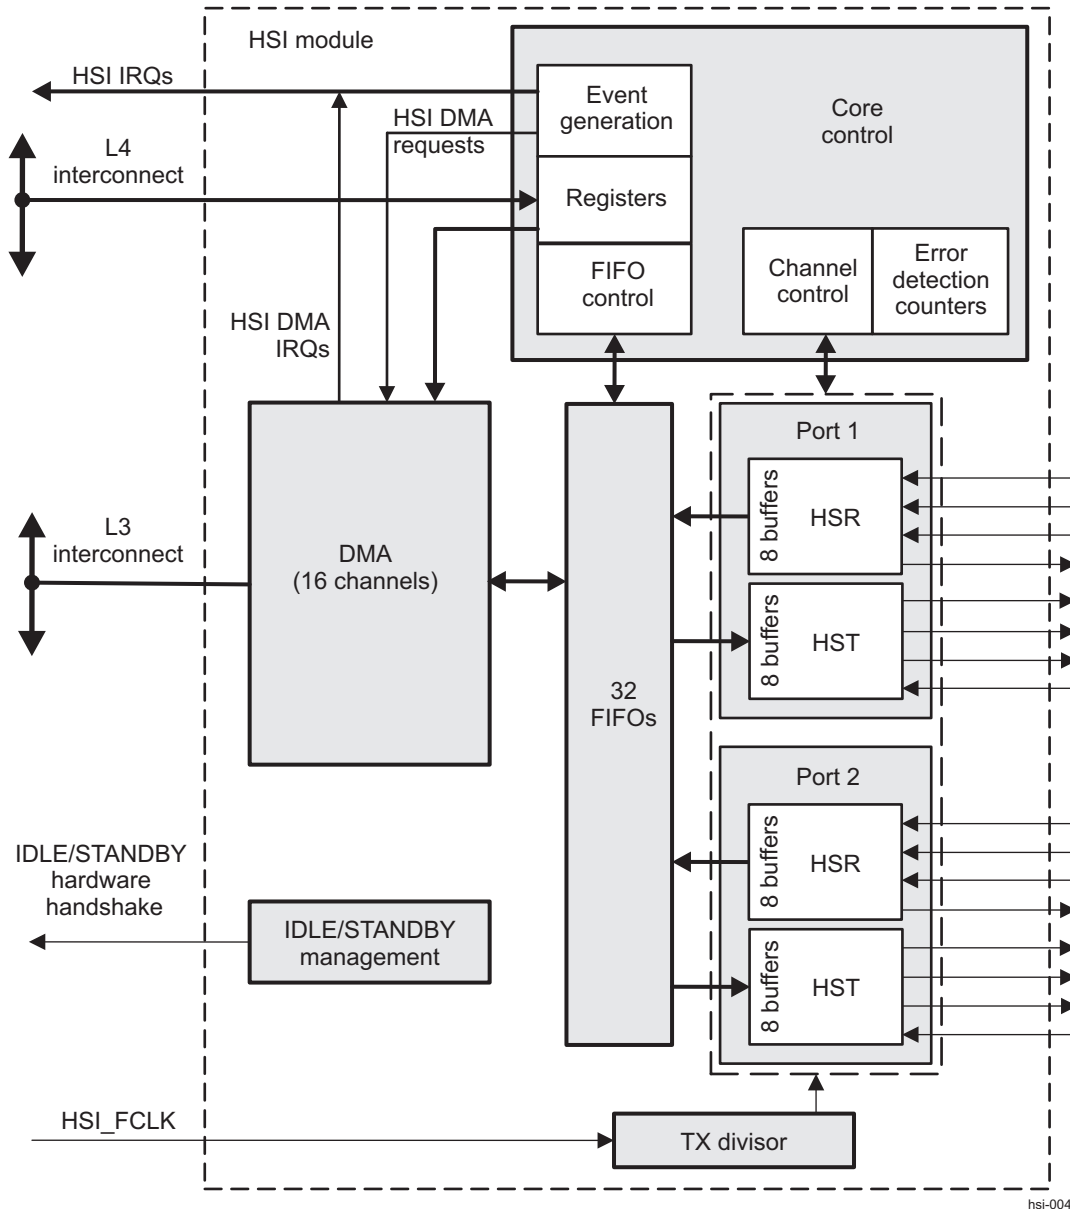 HSI module
HSI IRQs
Event
generation
Core
control
HSI DMA
requests
L4
interconnect
Registers
FIFO
control
Channel
control
Error
detection
counters
HSI DMA
IRQs
Port 1
8 buffers
HSR
L3
interconnect
DMA
(16 channels)
8 buffers
HST
32
FIFOs
Port 2
8 buffers
HSR
IDLE/STANDBY
hardware
handshake
IDLE/STANDBY
management
8 buffers
HST
HSI_FCLK
TX divisor
hsi-004